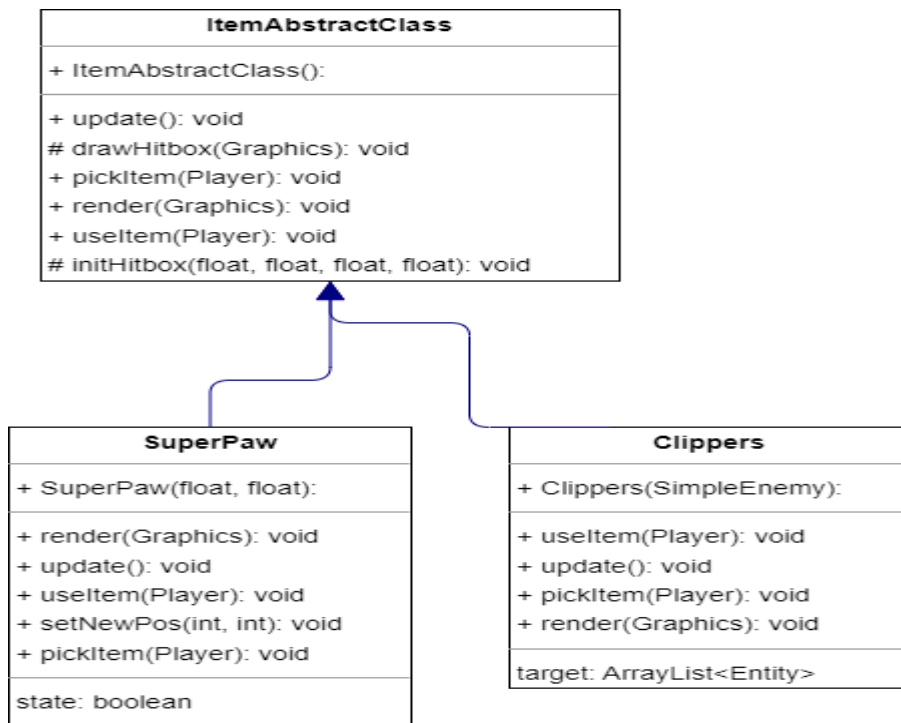 ItemAbstractClass
+ ItemAbstractClass():
+ update(): void
# drawHitbox(Graphics): void
+ pickItem(Player): void
+ render(Graphics): void
+ useItem(Player): void
# initHitbox(float, float, float, float): void
SuperPaw
+ SuperPaw(float, float):
+ render(Graphics): void
+ update(): void
+ useItem(Player): void
+ setNewPos(int, int): void
+ pickItem(Player): void
state: boolean
Clippers
+ Clippers(SimpleEnemy):
+ useItem(Player): void
+ update(): void
+ pickItem(Player): void
+ render(Graphics): void
target: ArrayList<Entity>